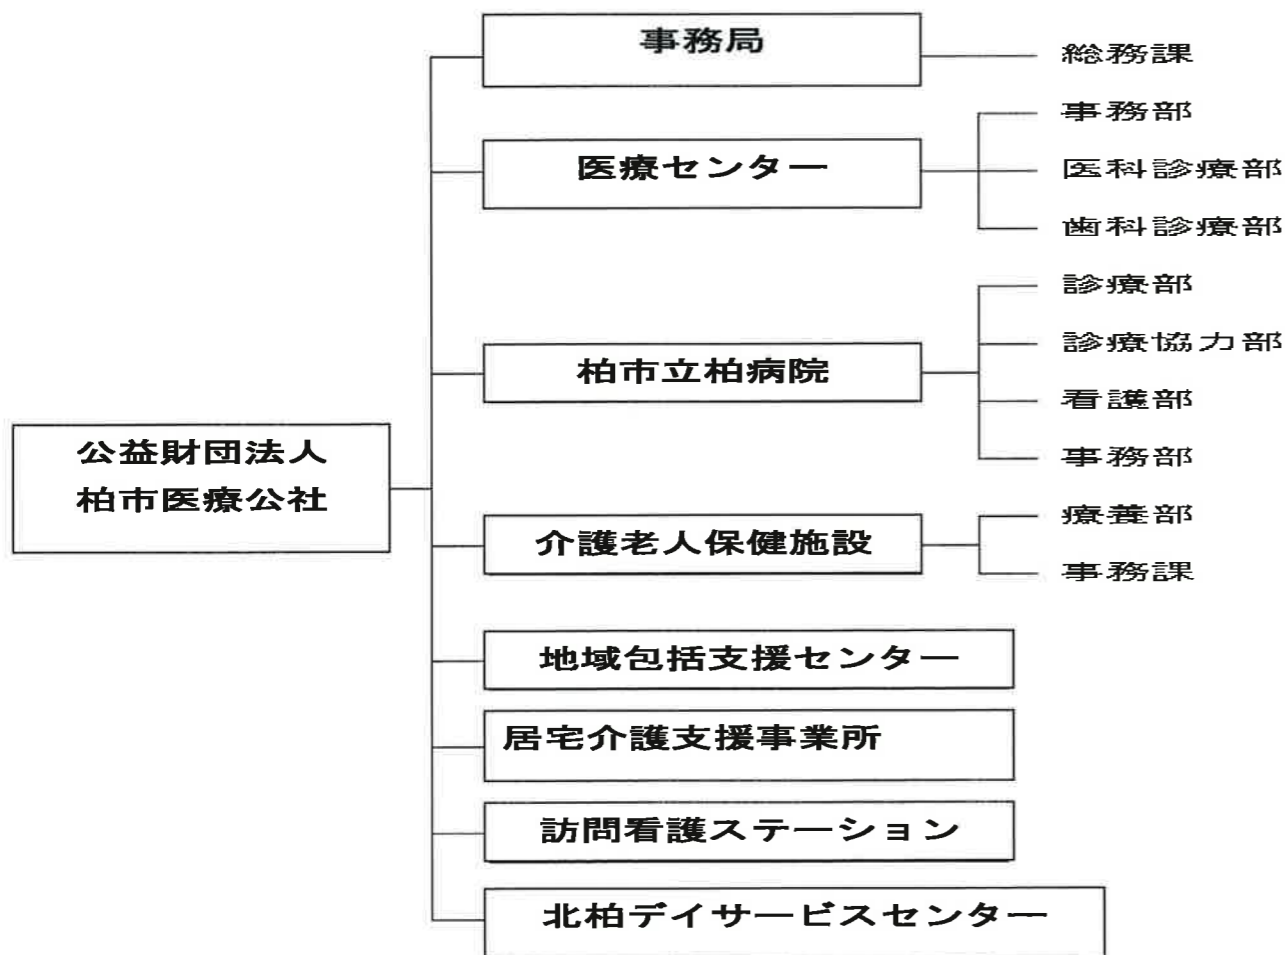 事務局
総務課
医療センター
事務部
医科診療部
歯科診療部
柏市立柏病院
診療部
診療協力部
看護部
事務部
公益財団法人
柏市医療公社
介護老人保健施設
療養部
事務課
地域包括支援センター
居宅介護支援事業所
訪問看護ステーション
北柏デイサービスセンター